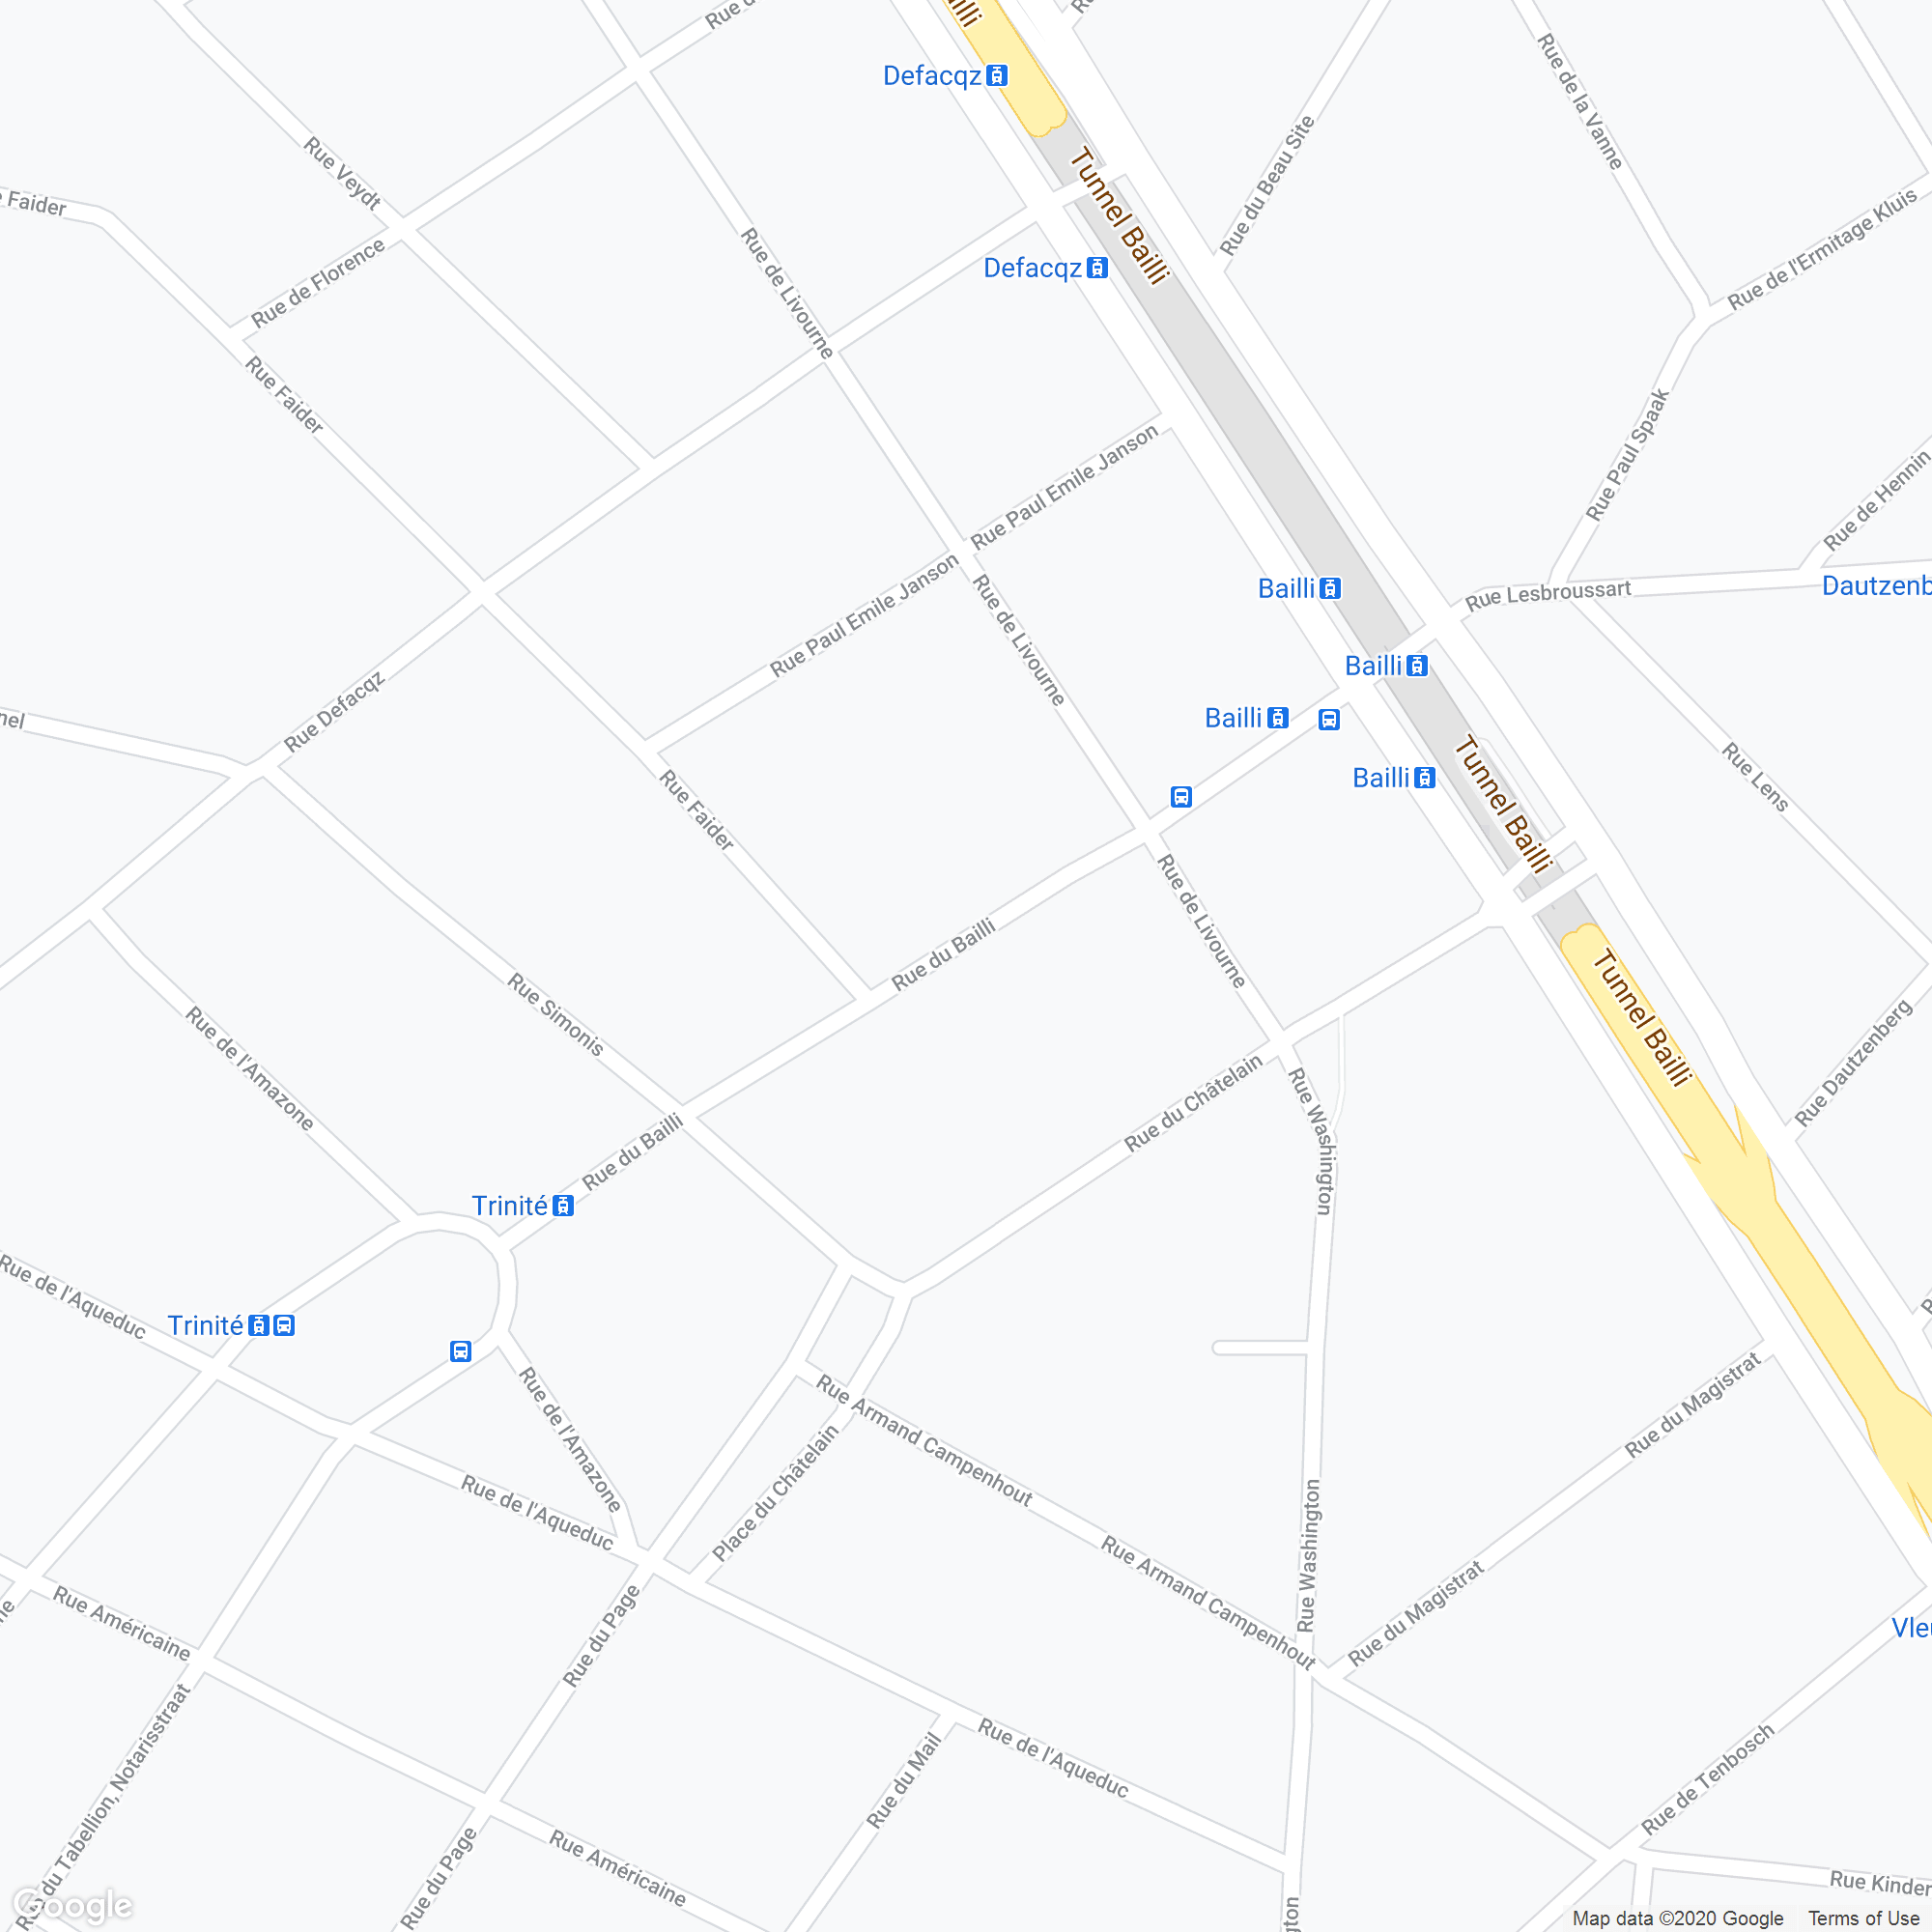 Rue d
Bailli
Defacqz
Rue de la Vanne
Rue du Beau Site
Rue Veydt
Tunnel Bailli
Faider
Rue de Florence
Rue de Livourne
Defacqz
Rue de l'Ermitage Kluis
Rue Faider
Rue Paul Emile Janson
Rue Paul Spaak
Rue de Hennin
Rue Paul Emile Janson
Rue de Livourne
Bailli
Rue Lesbroussart
Dautzenb
Bailli
Rue Defacqz
nel
Bailli
Bailli
Tunnel Bailli
Rue Lens
Rue Faider
Rue du Bailli
Rue de Livourne
Rue Simonis
Tunnel Bailli
Rue de l'Amazone
Rue du Châtelain
Rue Washington
Rue Dautzenberg
Rue du Bailli
Trinité
Rue de l'Aqueduc
Trinité
Rue de l'Amazone
Rue Armand Campenhout
Rue du Magistrat
Place du Châtelain
Rue de l'Aqueduc
Rue Washington
Rue Armand Campenhout
Rue du Magistrat
Rue Américaine
Rue du Page
Vleu
Rue du Tabellion, Notarisstraat
Rue du Mail
Rue de l'Aqueduc
Rue de Tenbosch
Rue du Page
Rue Américaine
Rue Kinder
gton
Google
Map data ©2020 Google
Terms of Use